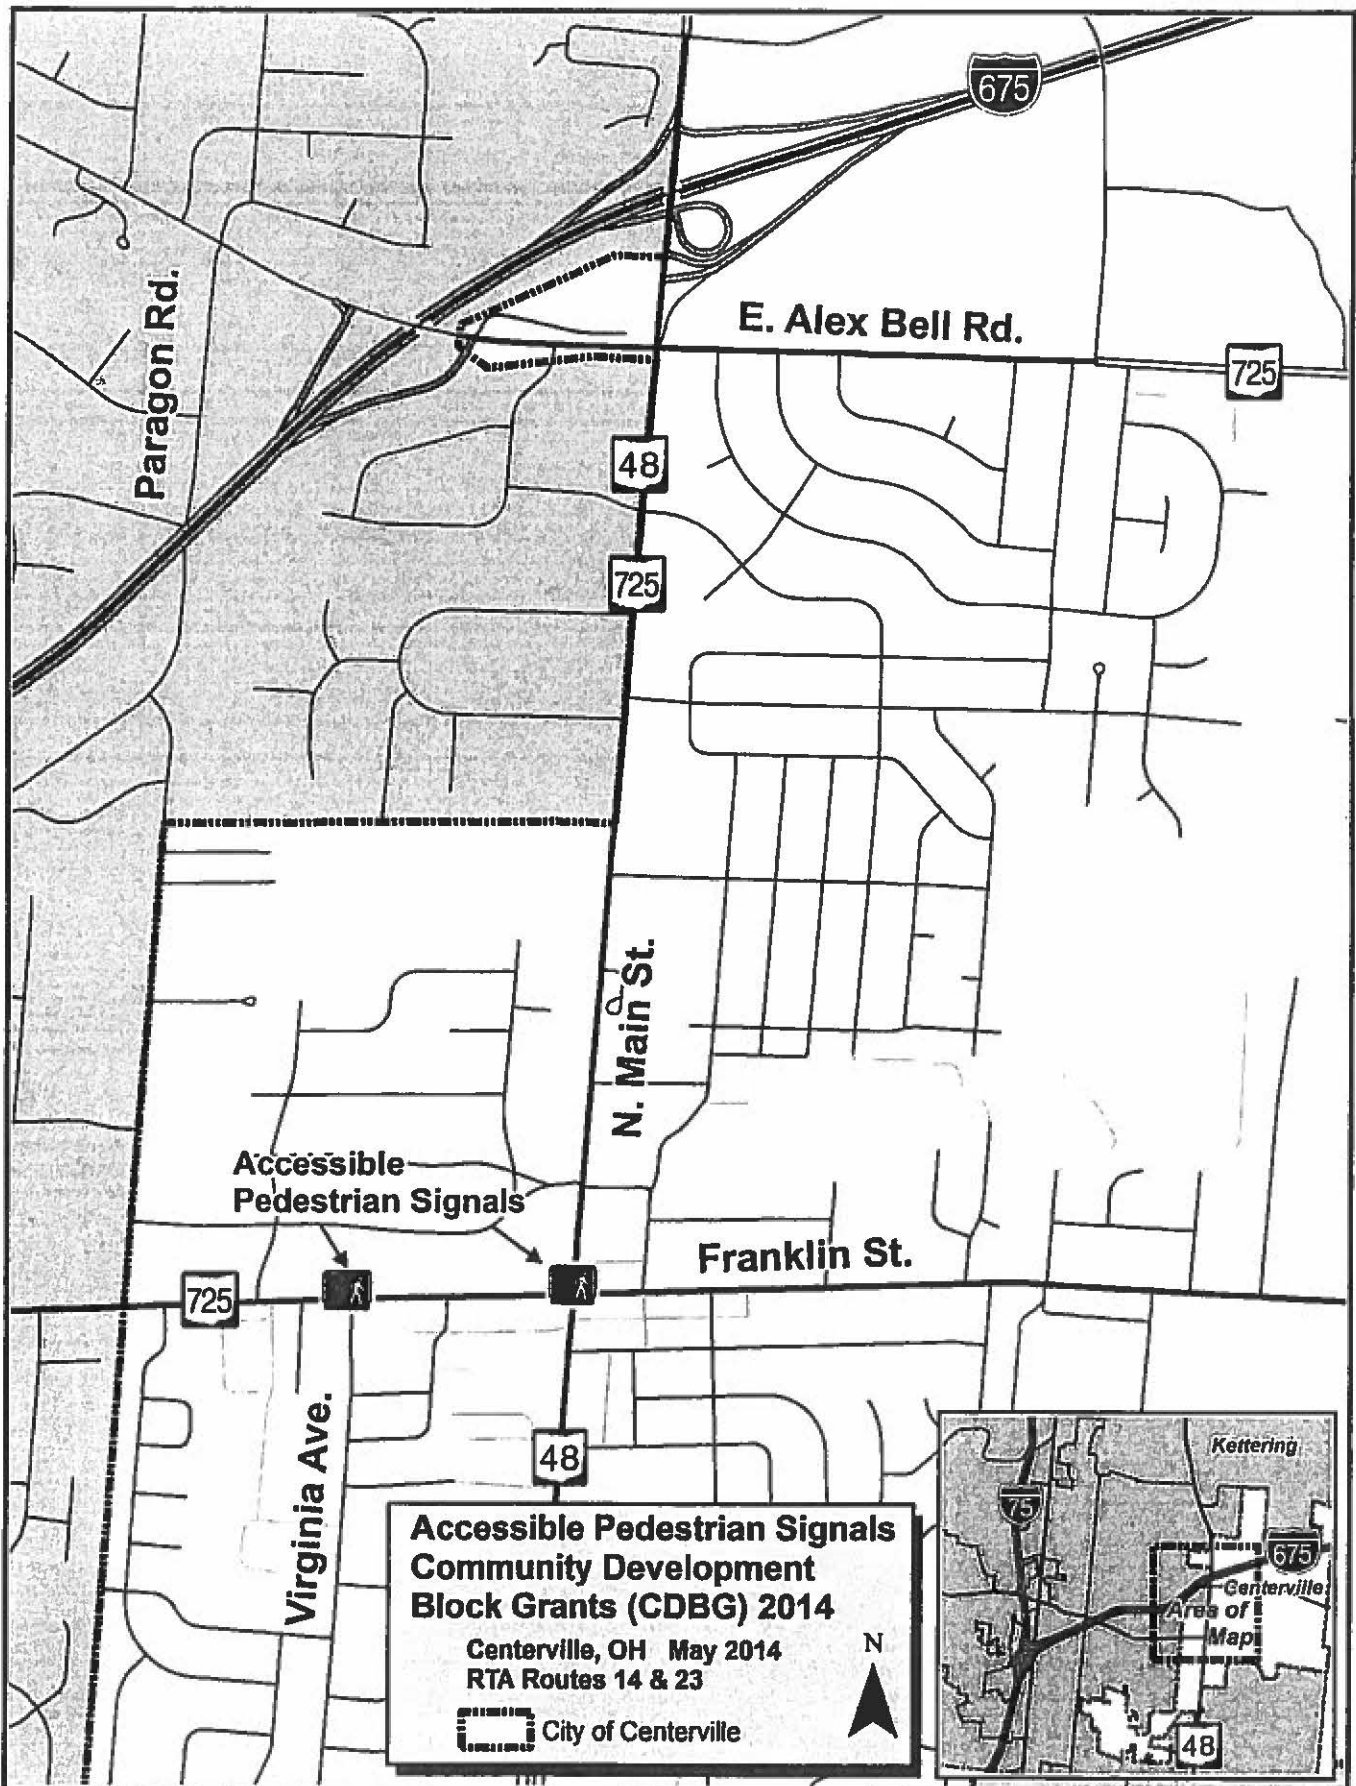 675
E. Alex Bell Rd.
725
Paragon Rd.
48
725
N. Main St.
Accessible
Pedestrian Signals
Franklin St.
725
Virginia Ave.
48
Accessible Pedestrian Signals
Community Development
Block Grants (CDBG) 2014
Centerville, OH May 2014
RTA Routes 14 & 23
City of Centerville
N
Kettering
75
675
Centerville
Area of
Map
48